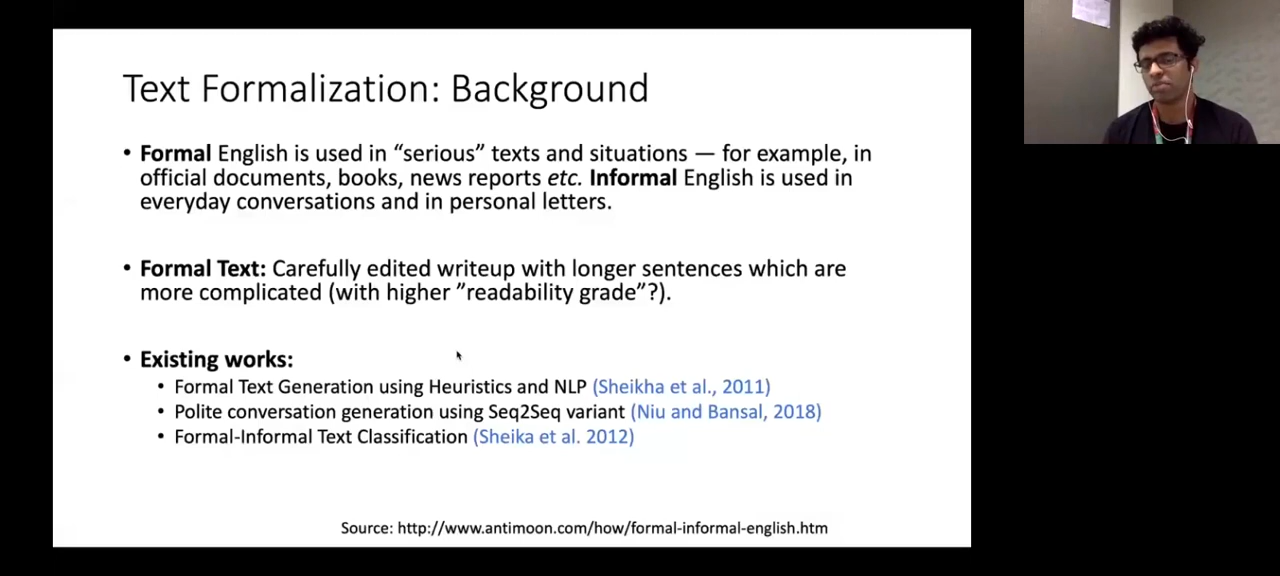 Text Formalization: Background
• Formal English is used in “serious” texts and situations — for example, in
official documents, books, news reports etc. Informal English is used in
everyday conversations and in personal letters.
• Formal Text: Carefully edited writeup with longer sentences which are
more complicated (with higher ”readability grade”?).
• Existing works:
• Formal Text Generation using Heuristics and NLP (Sheikha et al., 2011)
• Polite conversation generation using Seq2Seq variant (Niu and Bansal, 2018)
• Formal-Informal Text Classification (Sheika et al. 2012)
Source: http://www.antimoon.com/how/formal-informal-english.htm